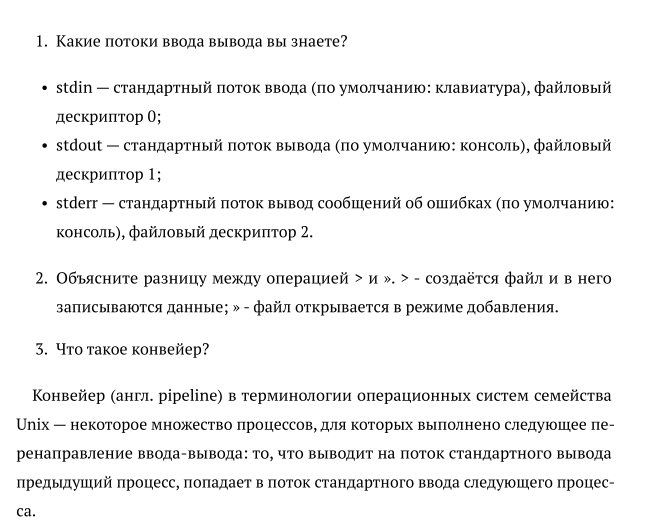 1. Какие потоки ввода вывода вы знаете?
• stdin — стандартный поток ввода (по умолчанию: клавиатура), файловый
дескриптор 0;
• stdout — стандартный поток вывода (по умолчанию: консоль), файловый
дескриптор 1;
• stderr — стандартный поток вывод сообщений об ошибках (по умолчанию:
консоль), файловый дескриптор 2.
2. Объясните разницу между операцией > и ». > - создаётся файл и в него
записываются данные; » - файл открывается в режиме добавления.
3. Что такое конвейер?
Конвейер (англ. pipeline) в терминологии операционных систем семейства
Unix — некоторое множество процессов, для которых выполнено следующее пе-
ренаправление ввода-вывода: то, что выводит на поток стандартного вывода
предыдущий процесс, попадает в поток стандартного ввода следующего процес-
са.